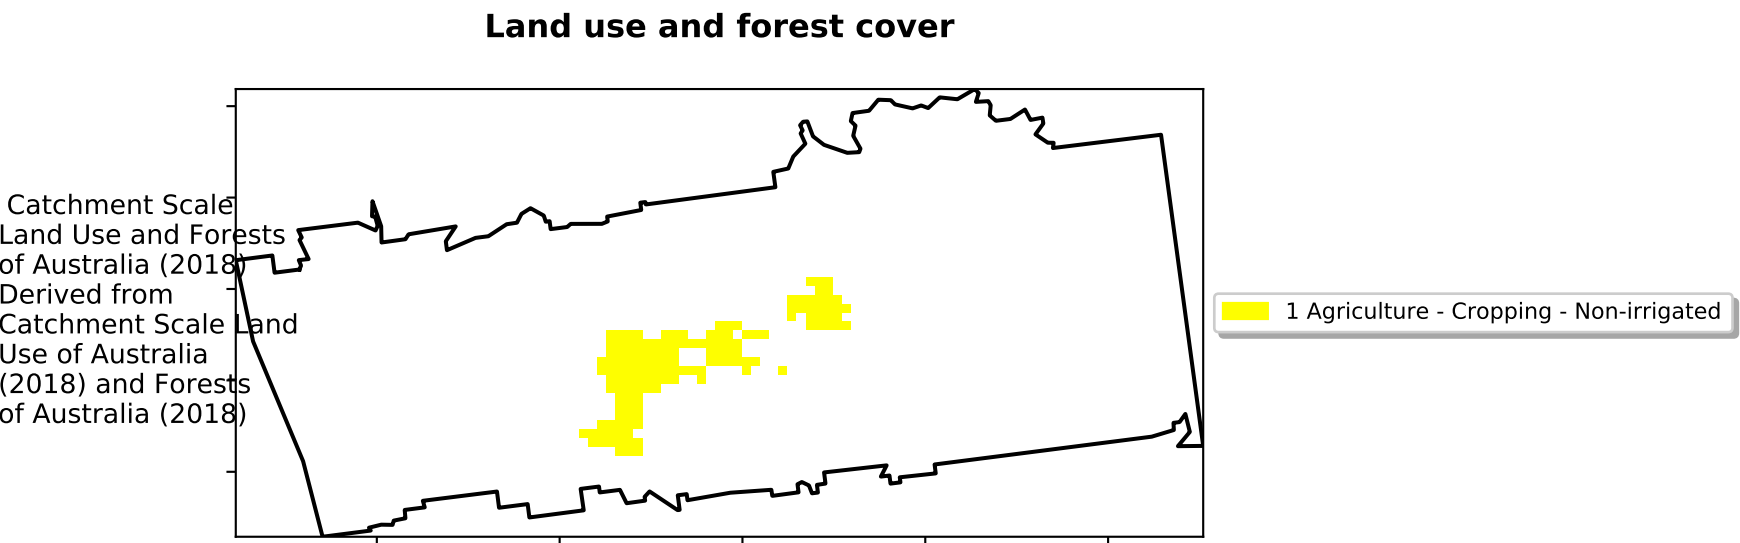 Land use and forest cover
Catchment Scale
Land Use and Forests
of Australia (2018)
Derived from
Catchment Scale Land
Use of Australia
(2018) and Forests
of Australia (2018)
1 Agriculture - Cropping - Non-irrigated